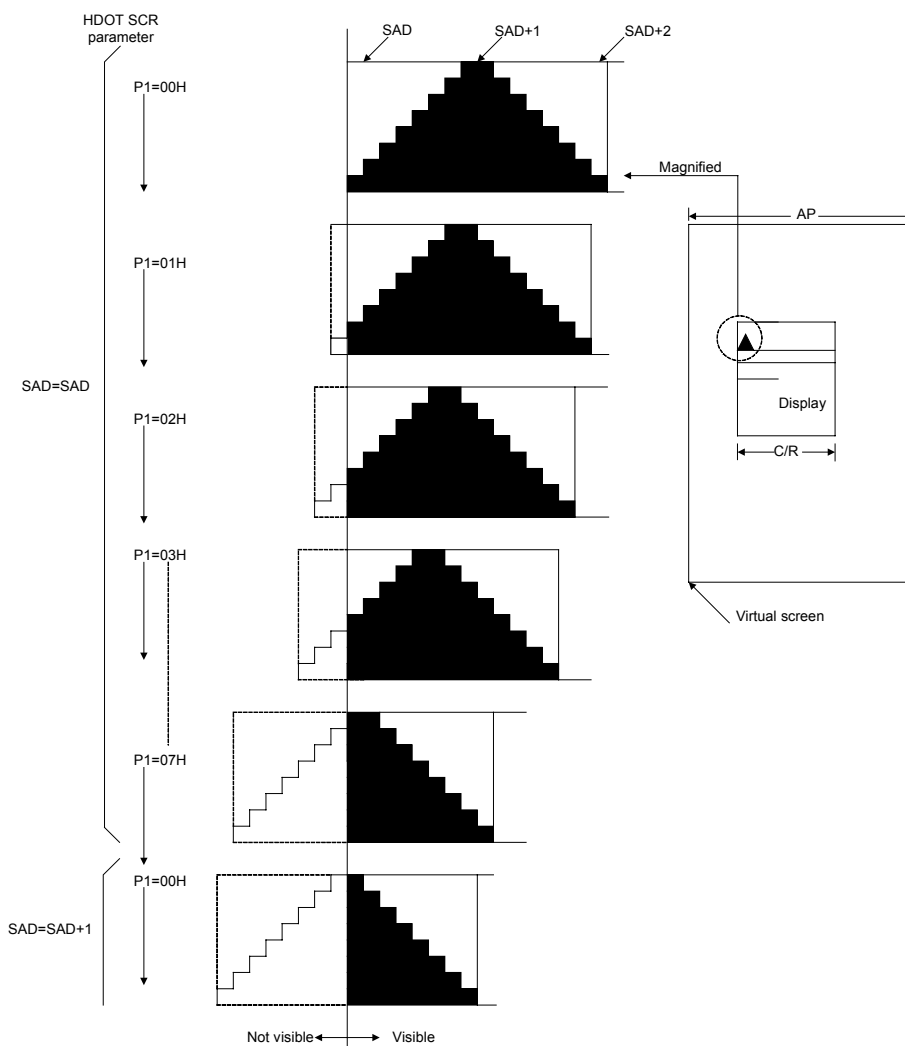 HDOT SCR
parameter
SAD
SAD+1
SAD+2
P1=00H
Magnified
AP
P1=01H
SAD=SAD
P1=02H
Display
C/R
P1=03H
Virtual screen
P1=07H
P1=00H
SAD=SAD+1
Not visible
Visible